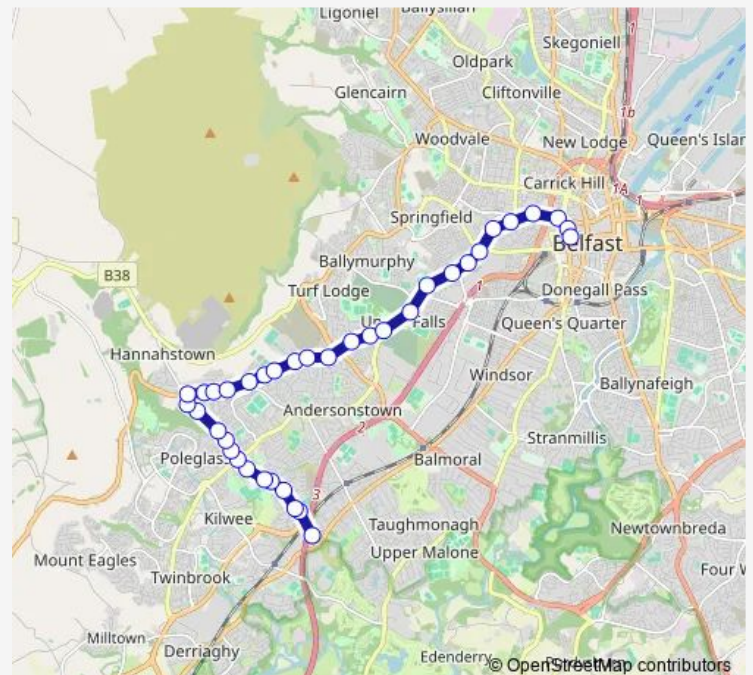 Ligoniel
Ballysillan
Skegoniell
Oldpark
Glencairn
Cliftonville
1
1b
Woodvale
New Lodge
Queen's Islan
Carrick Hill
1A
1
Springfield
Belfast
B38
Ballymurphy
Turf Lodge
1
Donegall Pass
Falls
Queen's Quarter
Hannahstown
Windsor
Ballynafeigh
Andersonstown
2
Stranmillis
Poleglass
Balmoral
3
Kilwee
Taughmonagh
Newtownbreda
Upper Malone
Mount Eagles
Four W
Twinbrook
Milltown
Derriaghy
Edenderry
© OpenStreetMap contributors